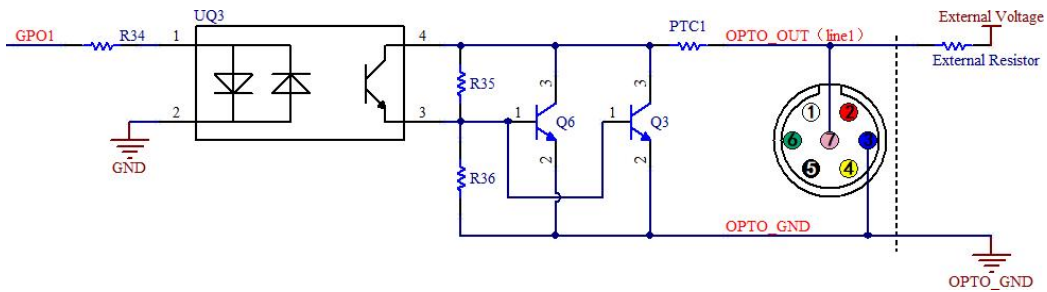 UQ3
External Voltage
GPO1
R34
1
4
PTC1
OPTO_OUT（line1）
External Resistor
R35
3
3
1
2
2
3
1
Q6
1
Q3
6
7
3
GND
R36
2
2
5
4
OPTO_GND
OPTO_GND